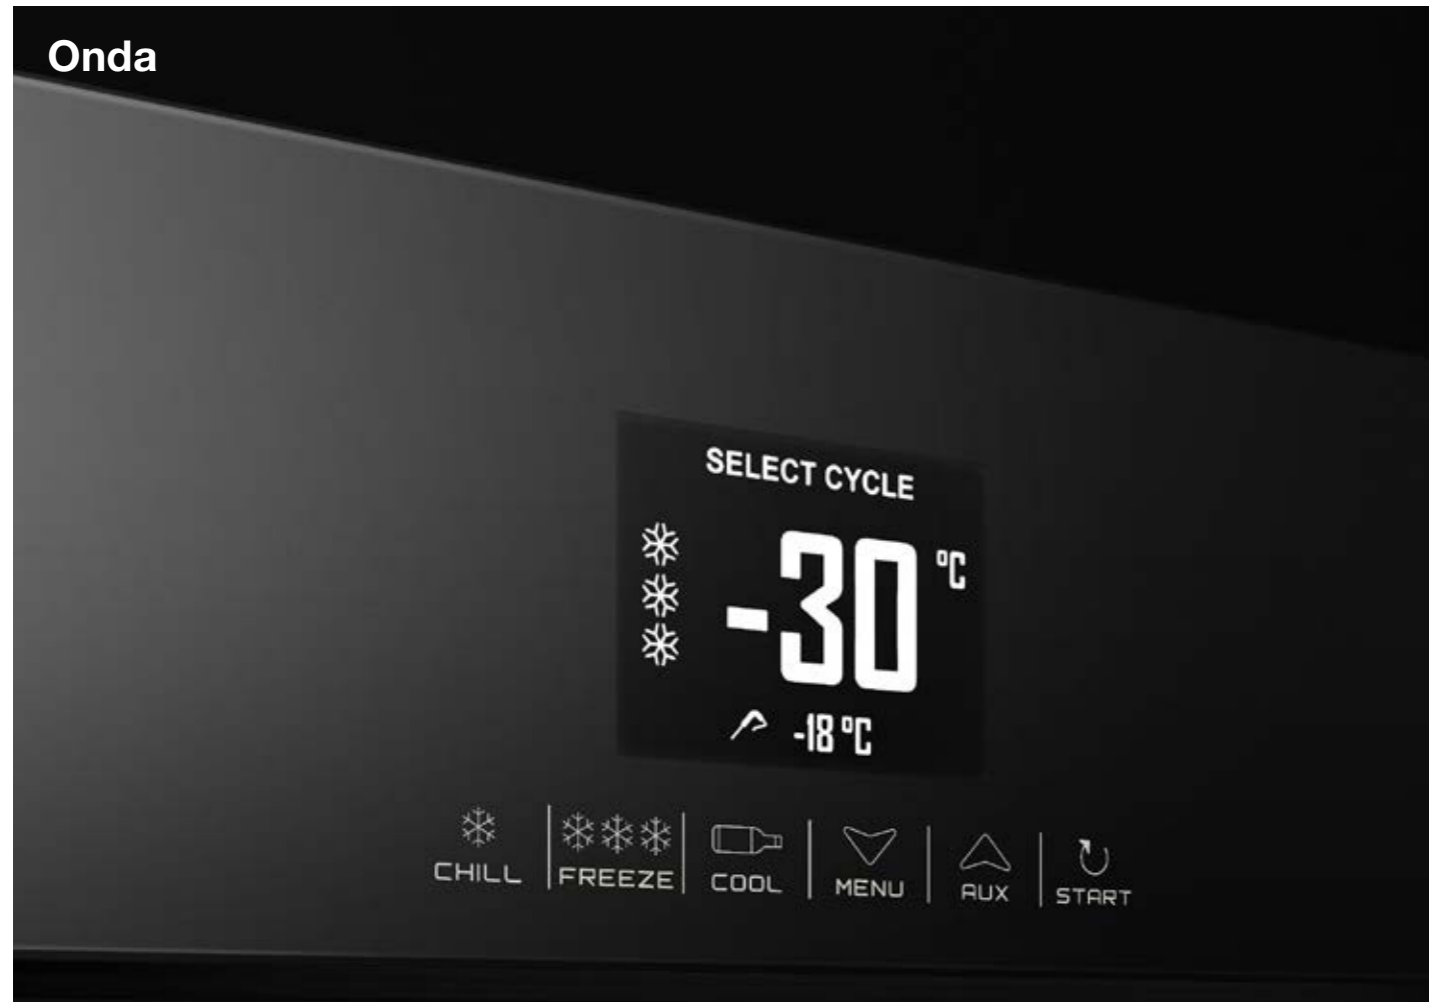 Onda
SELECT CYCLE
-30 °C
-18 °C
CHILL
FREEZE
COOL
MENU
AUX
START